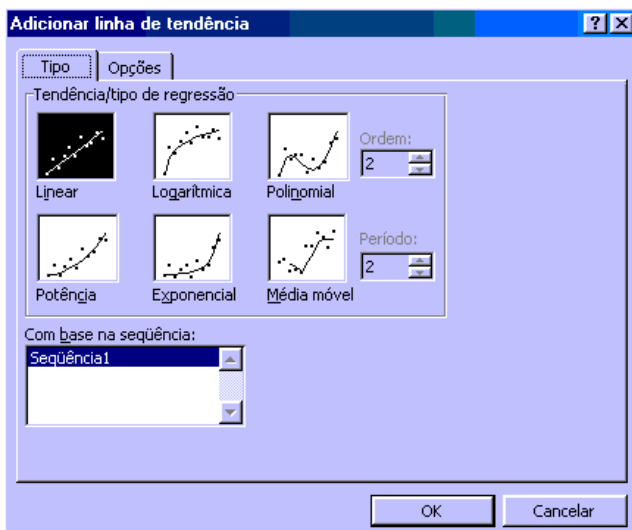 Adicionar linha de tendência
Tipo
Opções
Tendência/tipo de regressão
Linear
Logarítmica
Polinomial
Ordem:
2
Potência
Exponencial
Média móvel
Período:
2
Com base na seqüência:
Seqüência1
OK
Cancelar